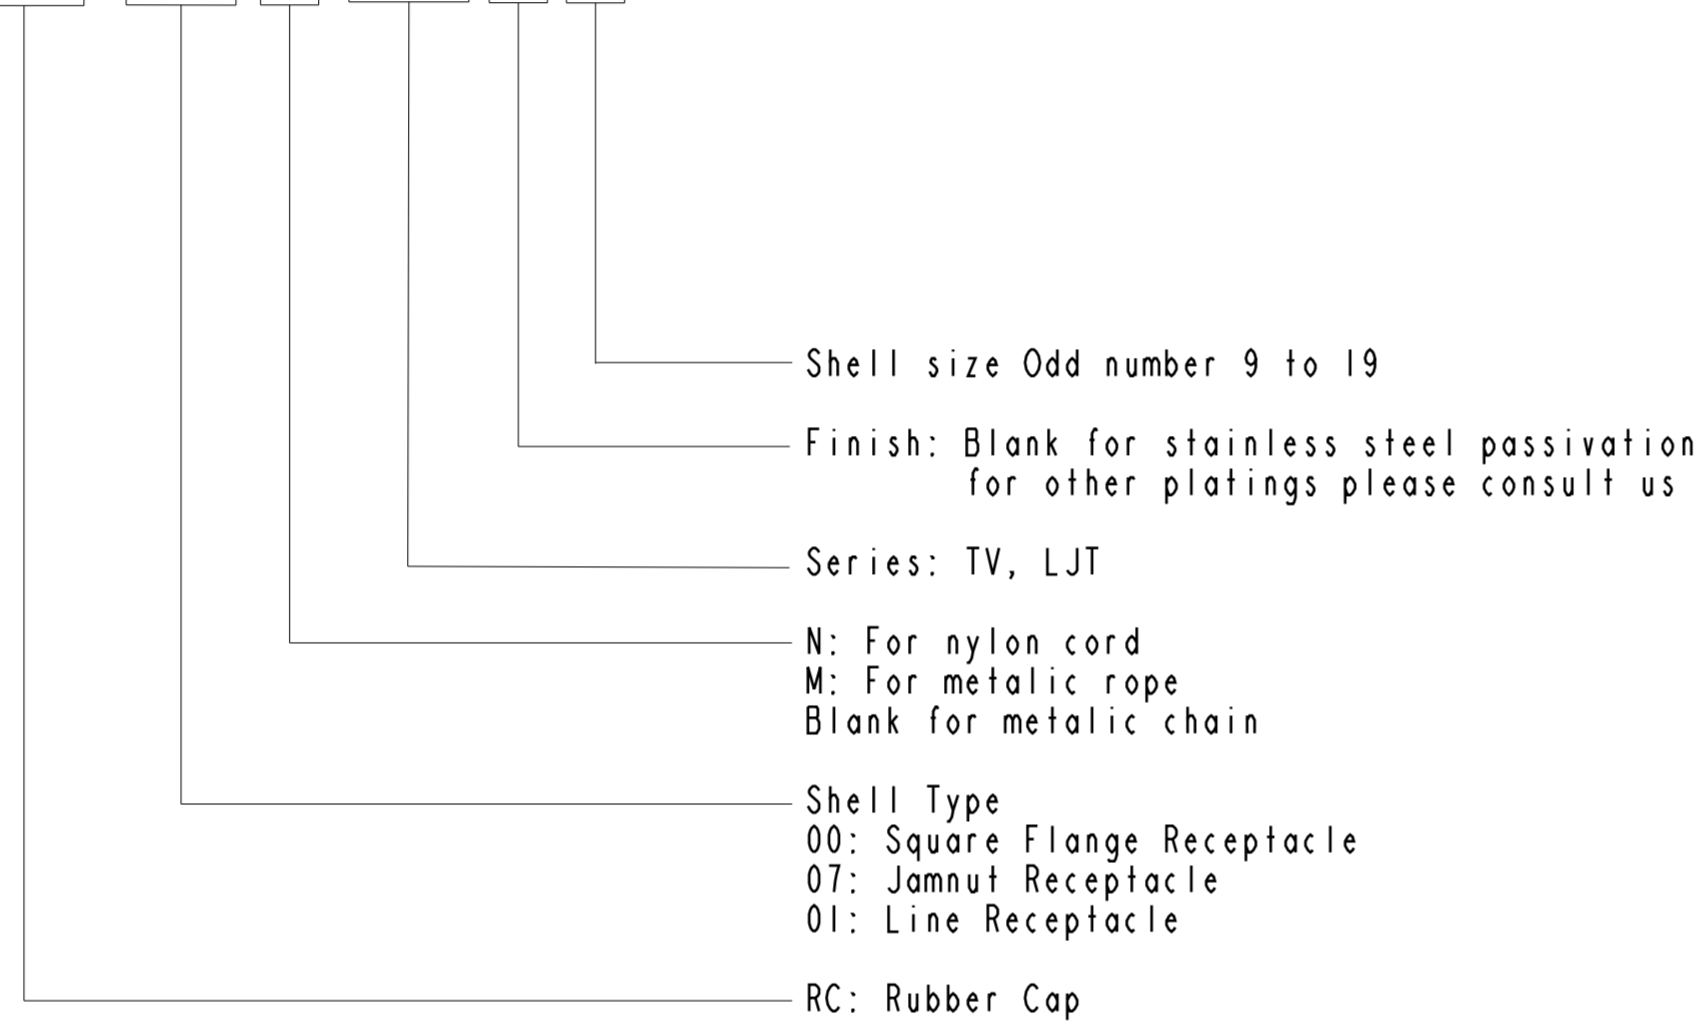 Shell size Odd number 9 to 19
Finish: Blank for stainless steel passivation
for other platings please consult us
Series: TV, LJT
N: For nylon cord
M: For metalic rope
Blank for metalic chain
Shell Type
00: Square Flange Receptacle
07: Jamnut Receptacle
01: Line Receptacle
RC: Rubber Cap